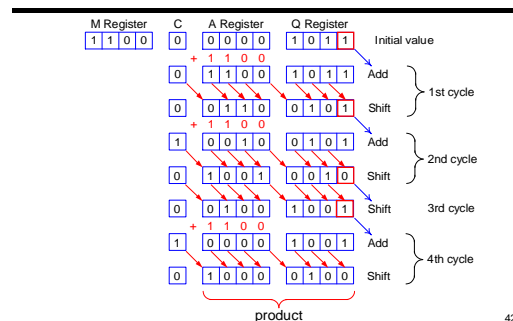 M Register C A Register Q Register
1 1 0 0 0 0 0 0 0 1 0 1 1 Initial value
+ 1 1 0 0
0 1 1 0 0 1 0 1 1 Add
1st cycle
0 0 1 1 0 0 1 0 1 Shift
+ 1 1 0 0
1 0 0 1 0 0 1 0 1 Add
2nd cycle
0 1 0 0 1 0 0 1 0 Shift
0 0 1 0 0 1 0 0 1 Shift 3rd cycle
+ 1 1 0 0
1 0 0 0 0 1 0 0 1 Add
4th cycle
0 1 0 0 0 0 1 0 0 Shift
product
42